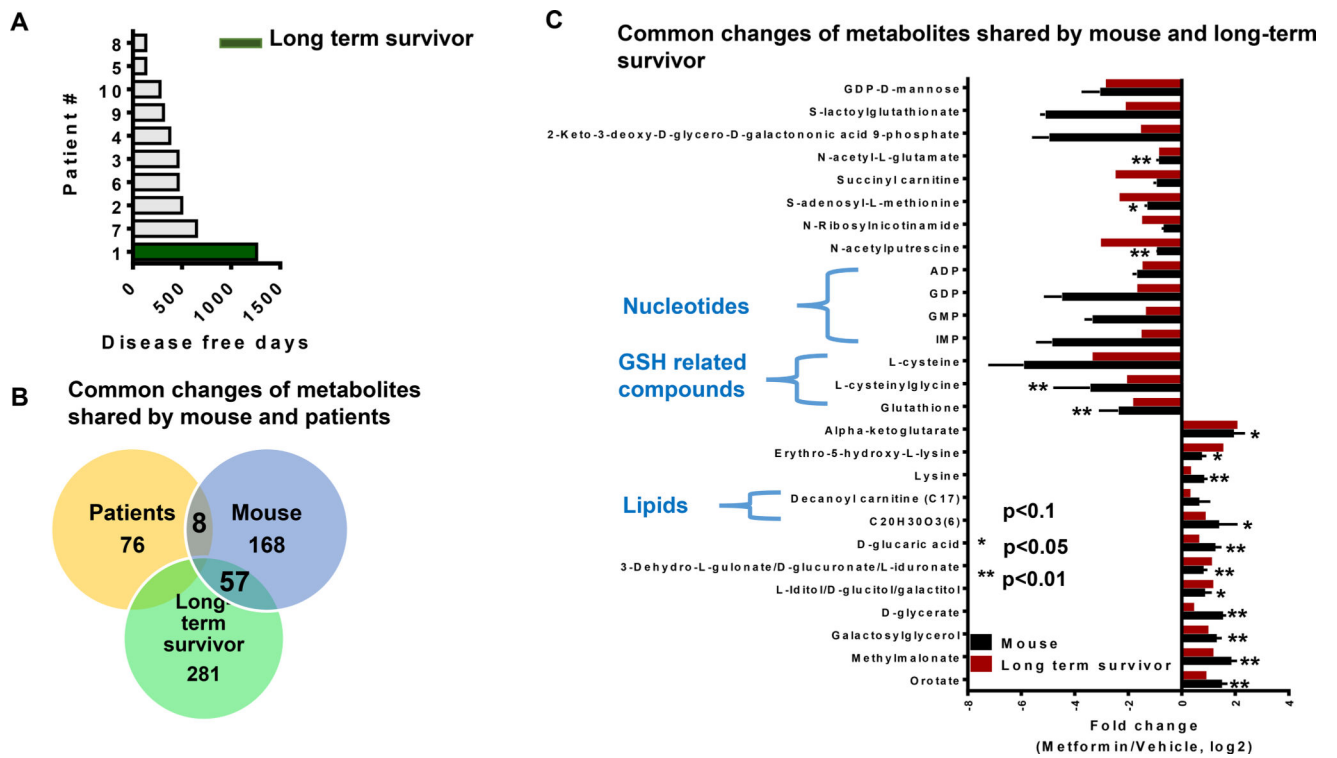 A
Long term survivor
Patient #
8
5
10
9
4
3
6
2
7
1
0
500
1000
1500
Disease free days
B
Common changes of metabolites
shared by mouse and patients
Patients
76
8
Mouse
168
57
Long-
term
survivor
281
C
Common changes of metabolites shared by mouse and long-term
survivor
GDP-D-mannose
S-lactoylglutathionate
2-Keto-3-deoxy-D-glycero-D-galactononic acid 9-phosphate
N-acetyl-L-glutamate
**
Succinyl carnitine
S-adenosyl-L-methionine
*
N-Ribosylnicotinamide
N-acetylputrescine
**
Nucleotides
ADP
GDP
GMP
IMP
GSH related
compounds
L-cysteine
L-cysteinylglycine
**
Glutathione
**
Alpha-ketoglutarate
*
Erythro-5-hydroxy-L-lysine
*
Lysine
**
Lipids
Decanoyl carnitine (C17)
C20H30O3(6)
*
D-glucaric acid
**
3-Dehydro-L-gulonate/D-glucuronate/L-iduronate
**
L-Iditol/D-glucitol/galactitol
*
D-glycerate
**
Galactosylglycerol
**
Methylmalonate
**
Orotate
**
p<0.1
* p<0.05
** p<0.01
Mouse
Long term survivor
-8
-6
-4
-2
0
2
4
Fold change
(Metformin/Vehicle, log2)